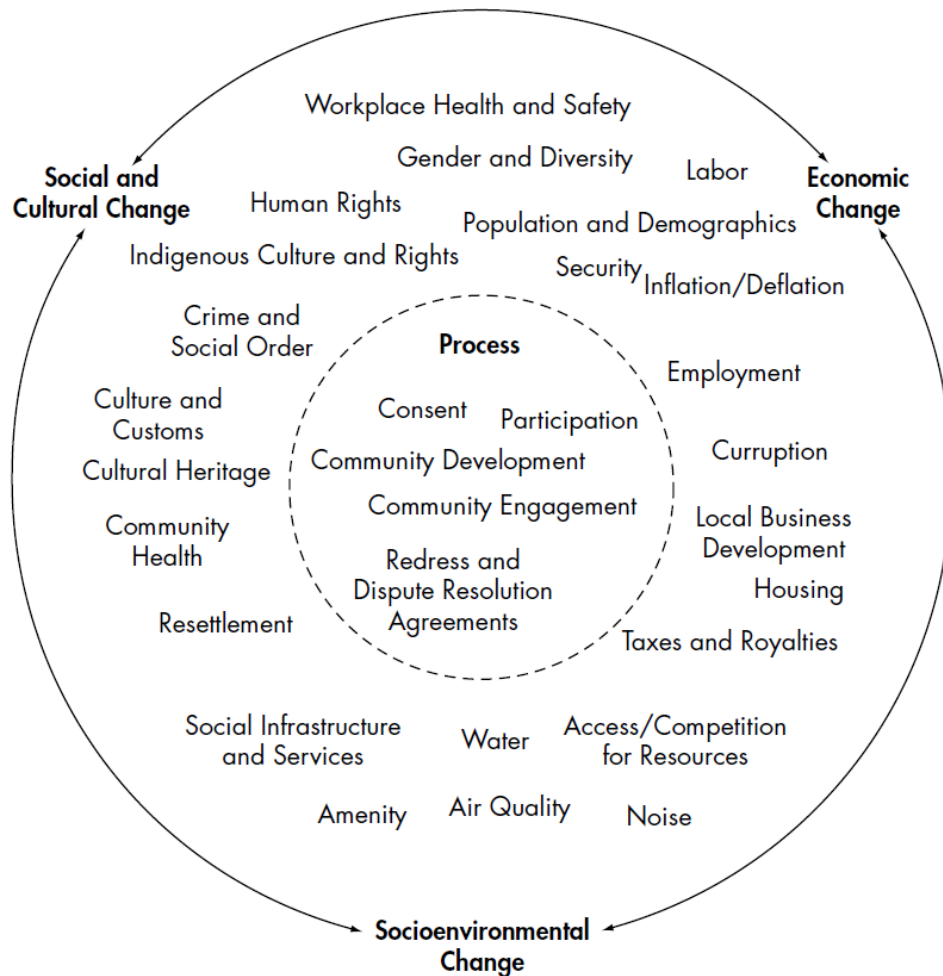 Workplace Health and Safety
Gender and Diversity
Labor
Social and
Cultural Change
Economic
Change
Human Rights
Population and Demographics
Indigenous Culture and Rights
Security
Inflation/Deflation
Crime and
Social Order
Process
Employment
Culture and
Customs
Consent
Participation
Curruption
Cultural Heritage
Community Development
Community Engagement
Community
Health
Local Business
Development
Redress and
Dispute Resolution
Agreements
Housing
Resettlement
Taxes and Royalties
Social Infrastructure
and Services
Water
Access/Competition
for Resources
Amenity
Air Quality
Noise
Socioenvironmental
Change